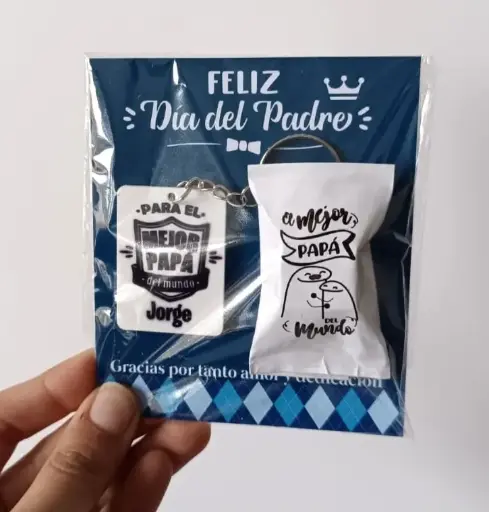 FELIZ
Día del Padre
PARA EL
MEJOR
PAPÁ
del mundo
Jorge
el mejor
PAPÁ
DEL
Mundo
Gracias por tanto amor y dedicación